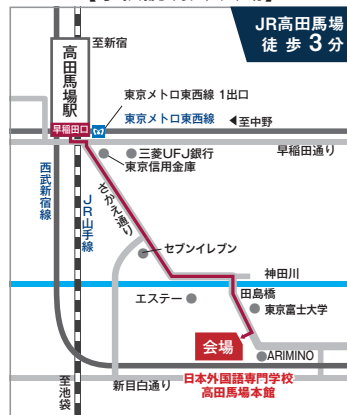 JR高田馬場
徒歩3分
至新宿
高田馬場駅
早稲田口
東京メトロ東西線 1出口
東京メトロ東西線
◀至中野
早稲田通り
三菱UFJ銀行
東京信用金庫
さかえ通り
西武新宿線
JR山手線
セブンイレブン
神田川
田島橋
エステー
東京富士大学
会場
ARIMINO
日本外国語専門学校
高田馬場本館
新目白通り
至池袋